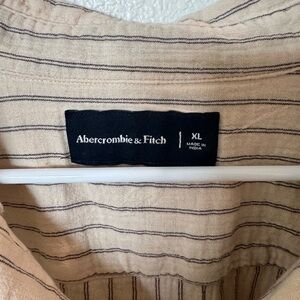 Abercrombie & Fitch
XL
MADE IN
INDIA